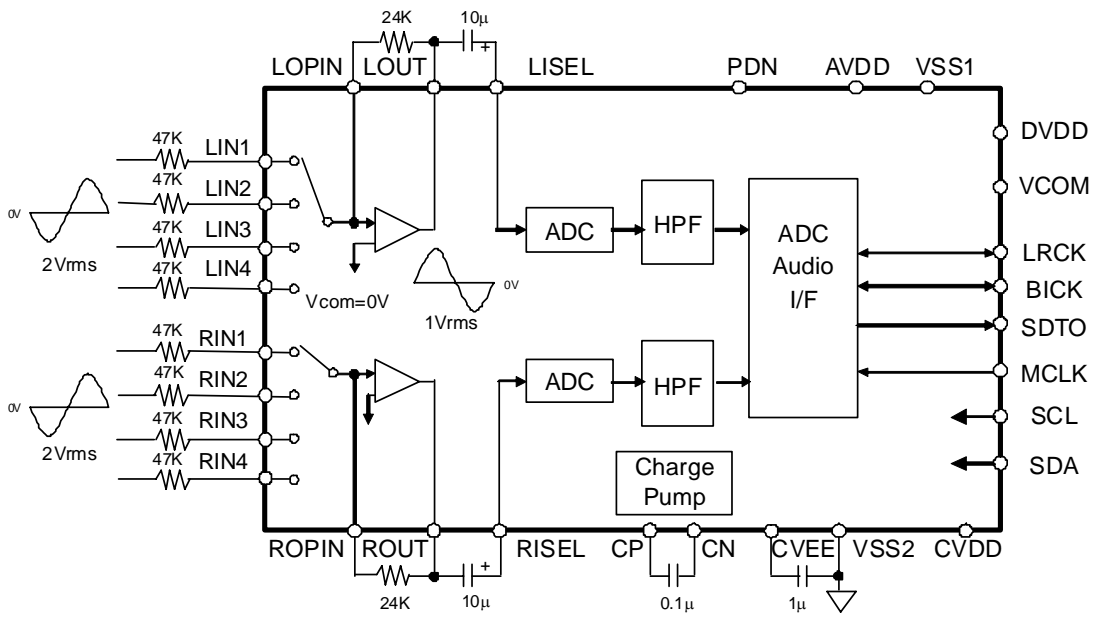 24K
10μ
+
LOPIN
LOUT
LISEL
PDN
AVDD
VSS1
47K
LIN1
47K
LIN2
47K
LIN3
47K
LIN4
0V
2Vrms
Vcom=0V
0V
1Vrms
ADC
HPF
ADC
Audio
I/F
DVDD
VCOM
LRCK
BICK
SDTO
MCLK
SCL
SDA
47K
RIN1
47K
RIN2
47K
RIN3
47K
RIN4
0V
2Vrms
ADC
HPF
Charge
Pump
ROPIN
ROUT
RISEL
CP
CN
CVEE
VSS2
CVDD
24K
10μ
+
0.1μ
1μ